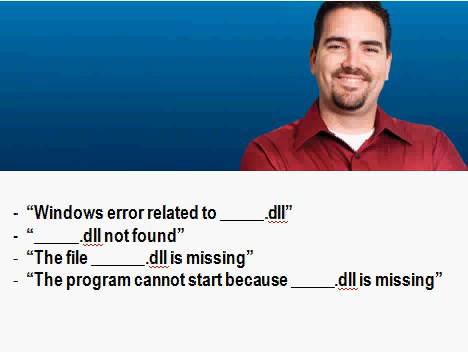 - “Windows error related to _____.dll”
- “_____.dll not found”
- “The file ______.dll is missing”
- “The program cannot start because _____.dll is missing”